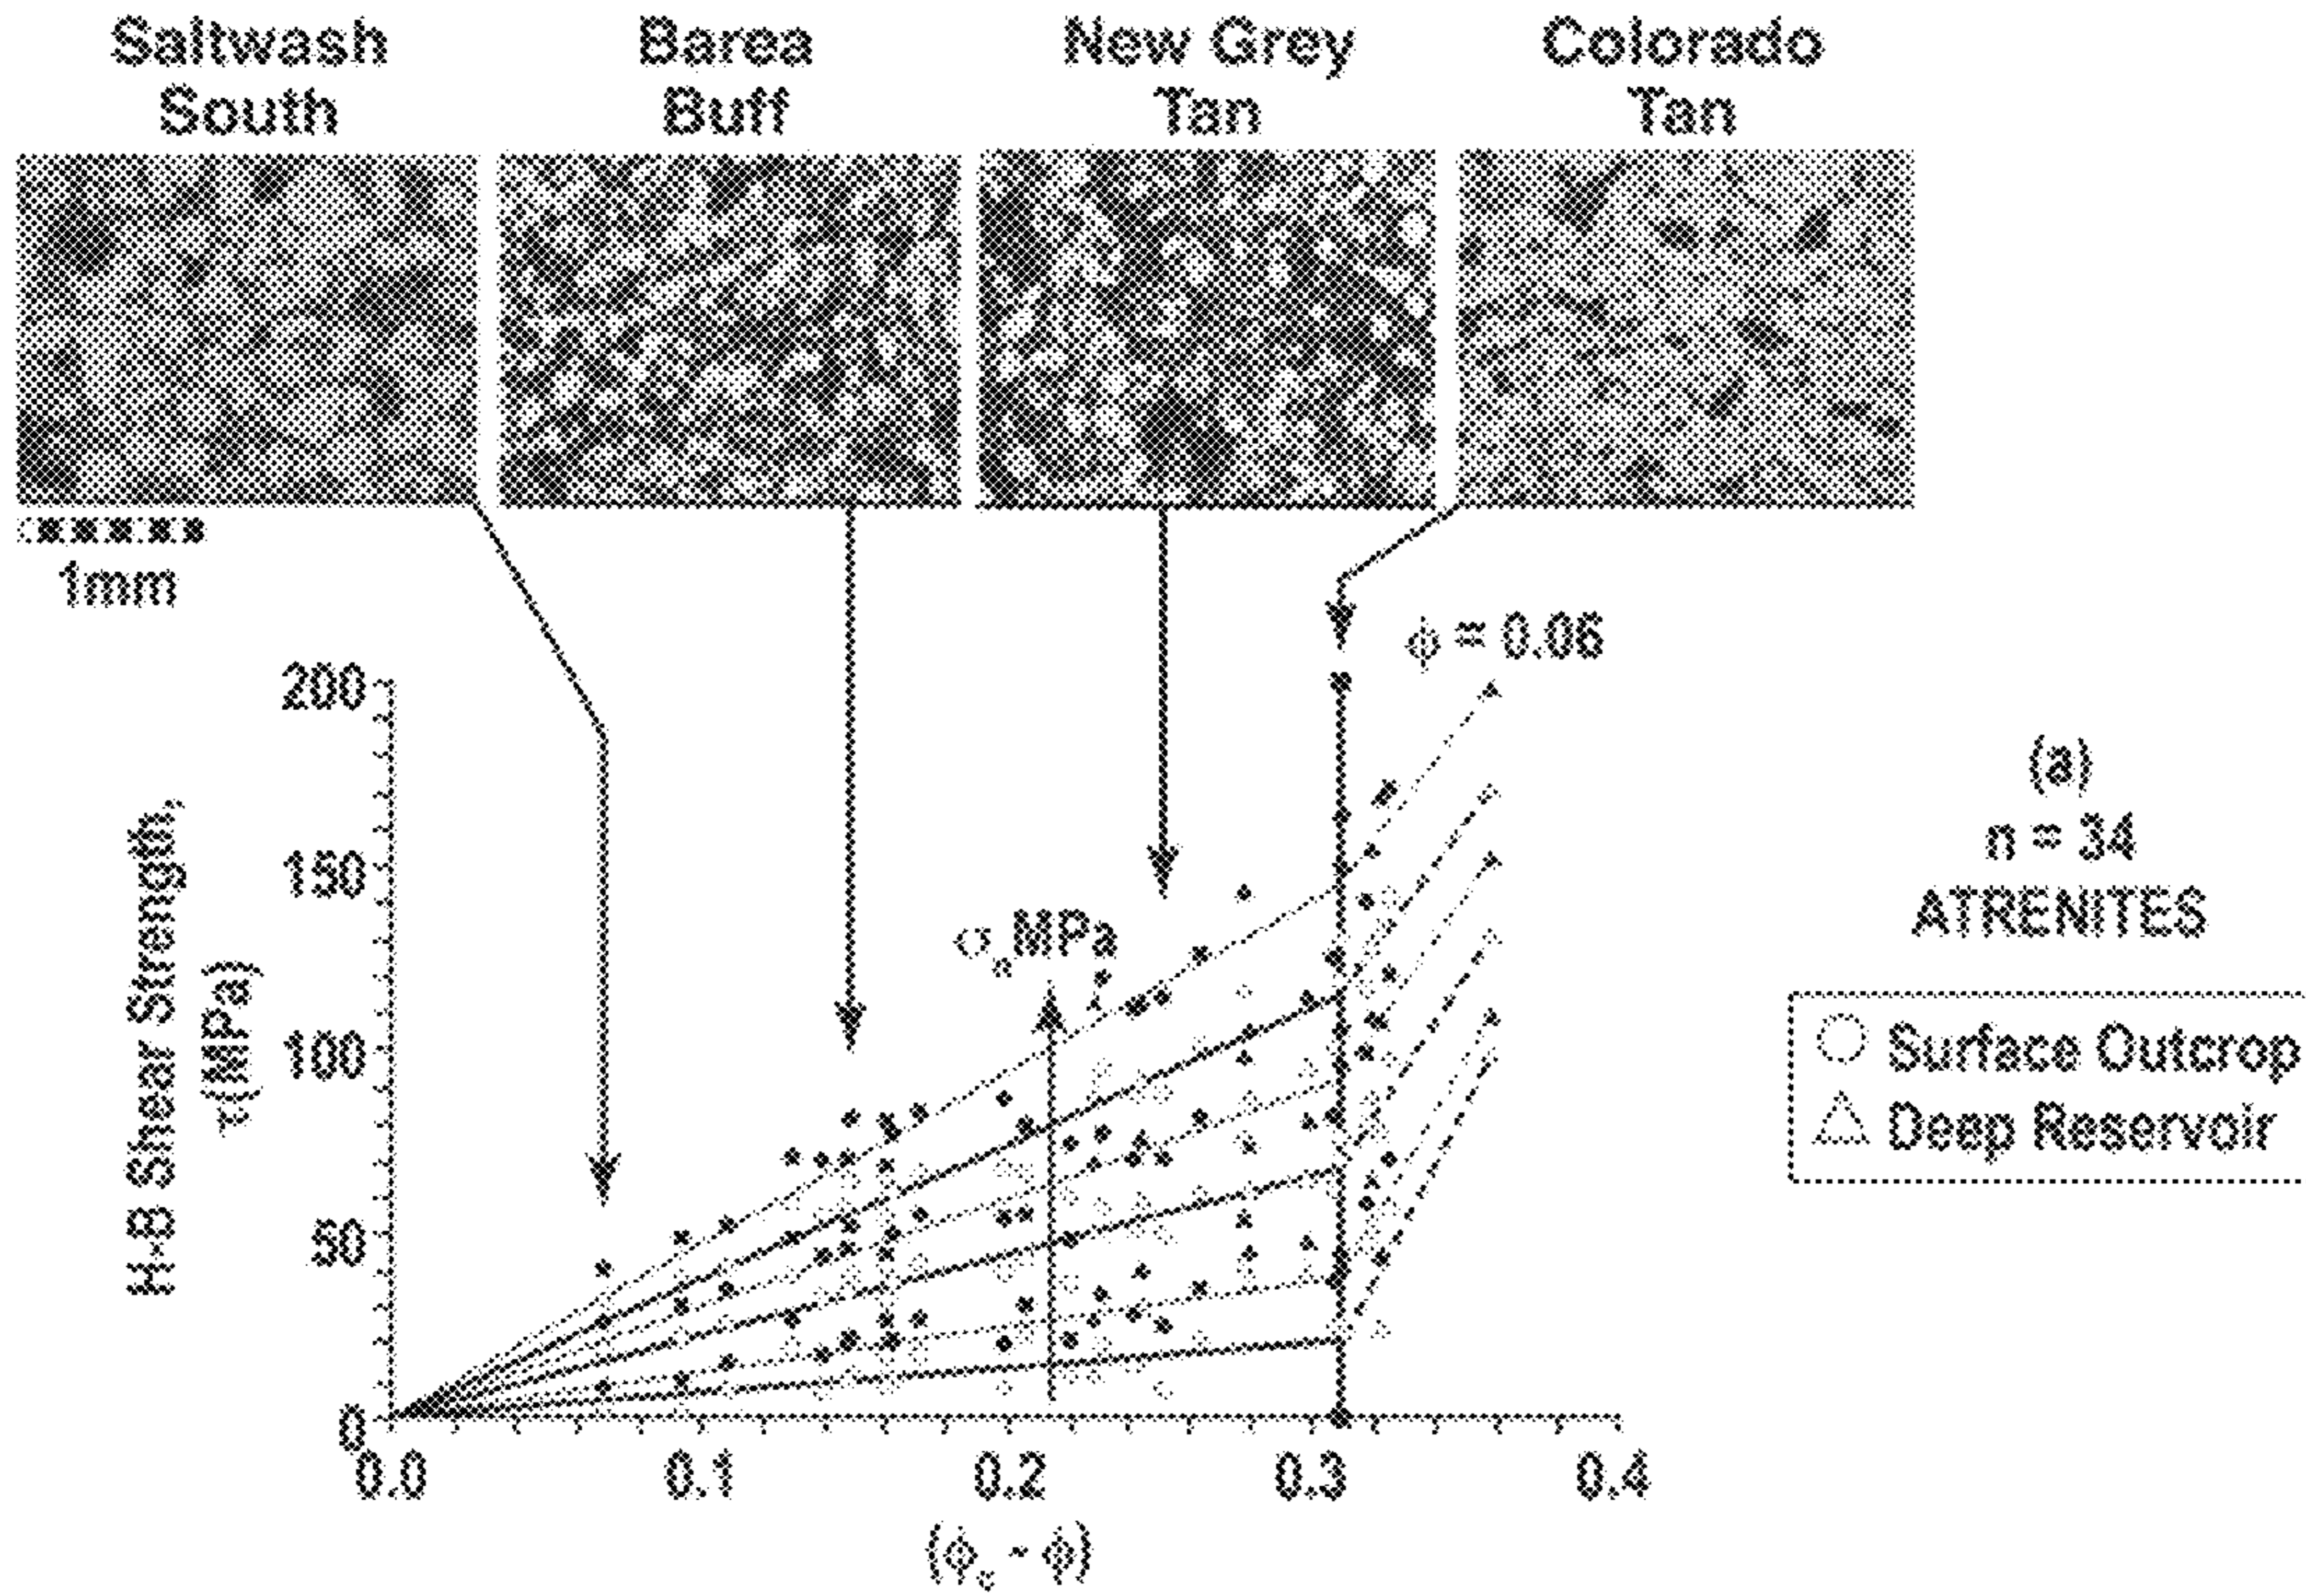 Saltwash
South
Barea
Buff
New Grey
Tan
Colorado
Tan
1mm
ϕ = 0.06
200
150
100
50
0
H-B Shear Strength,
τ(MPa)
σn MPa
0.0
0.1
0.2
0.3
0.4
(ϕc - ϕ)
(a)
n = 34
ATRENITES
Surface Outcrop
Deep Reservoir